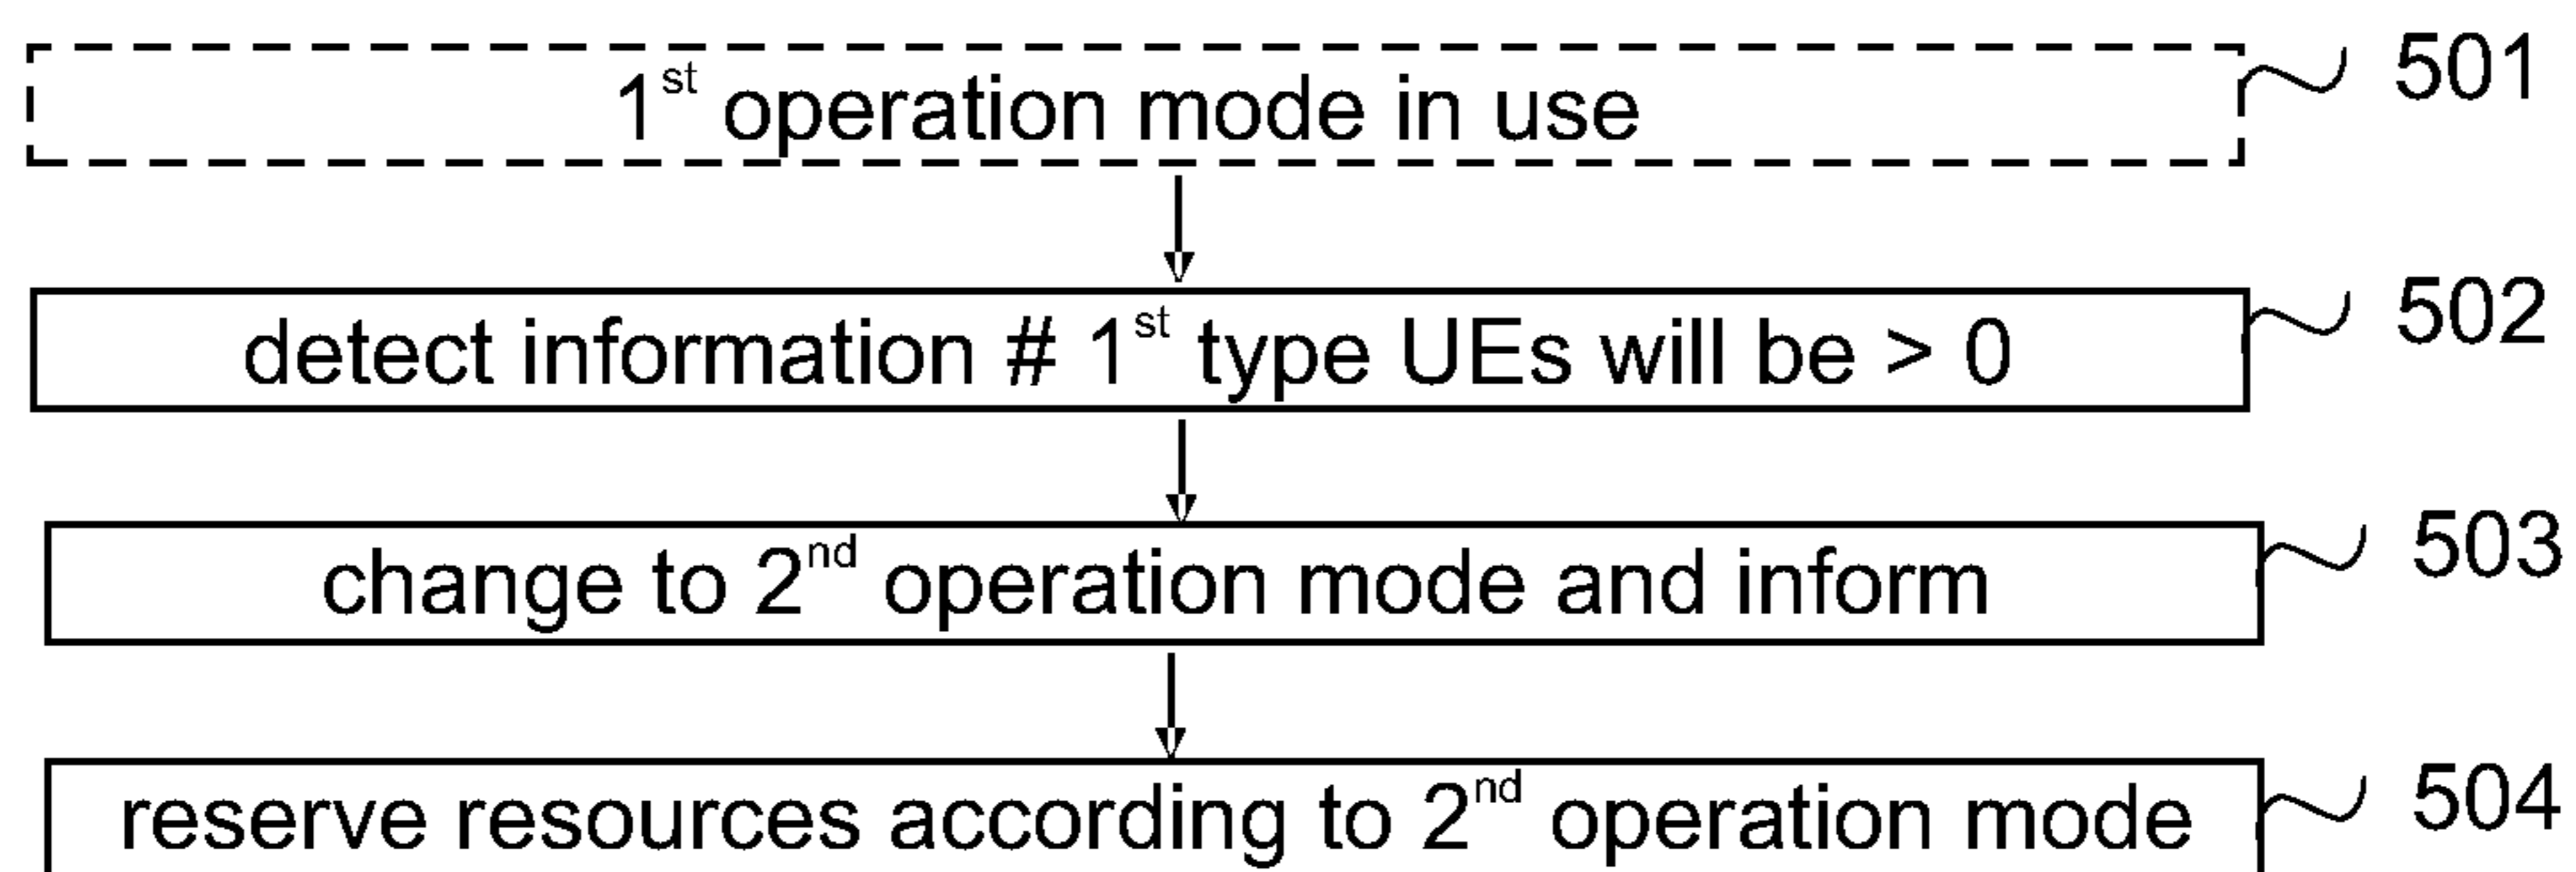 1st operation mode in use 501
detect information # 1st type UEs will be > 0 502
change to 2nd operation mode and inform 503
reserve resources according to 2nd operation mode 504